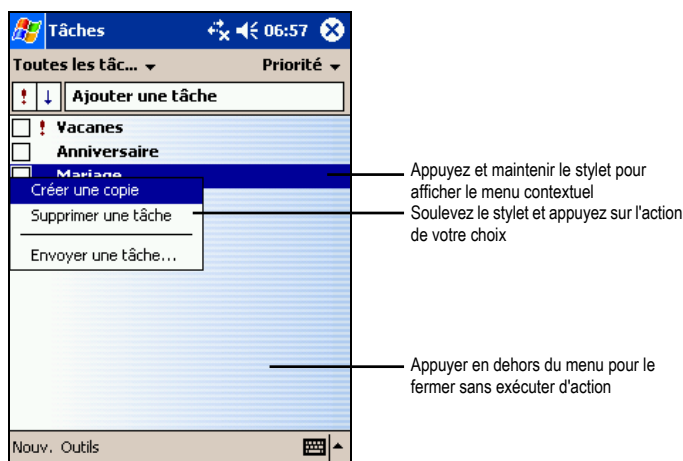 Tâches 06:57
Toutes les tâc... Priorité
! ↓ Ajouter une tâche
! Vacanes
Anniversaire
Mariage
Créer une copie
Supprimer une tâche
Envoyer une tâche...
Appuyez et maintenir le stylet pour
afficher le menu contextuel
Soulevez le stylet et appuyez sur l'action
de votre choix
Appuyer en dehors du menu pour le
fermer sans exécuter d'action
Nouv. Outils